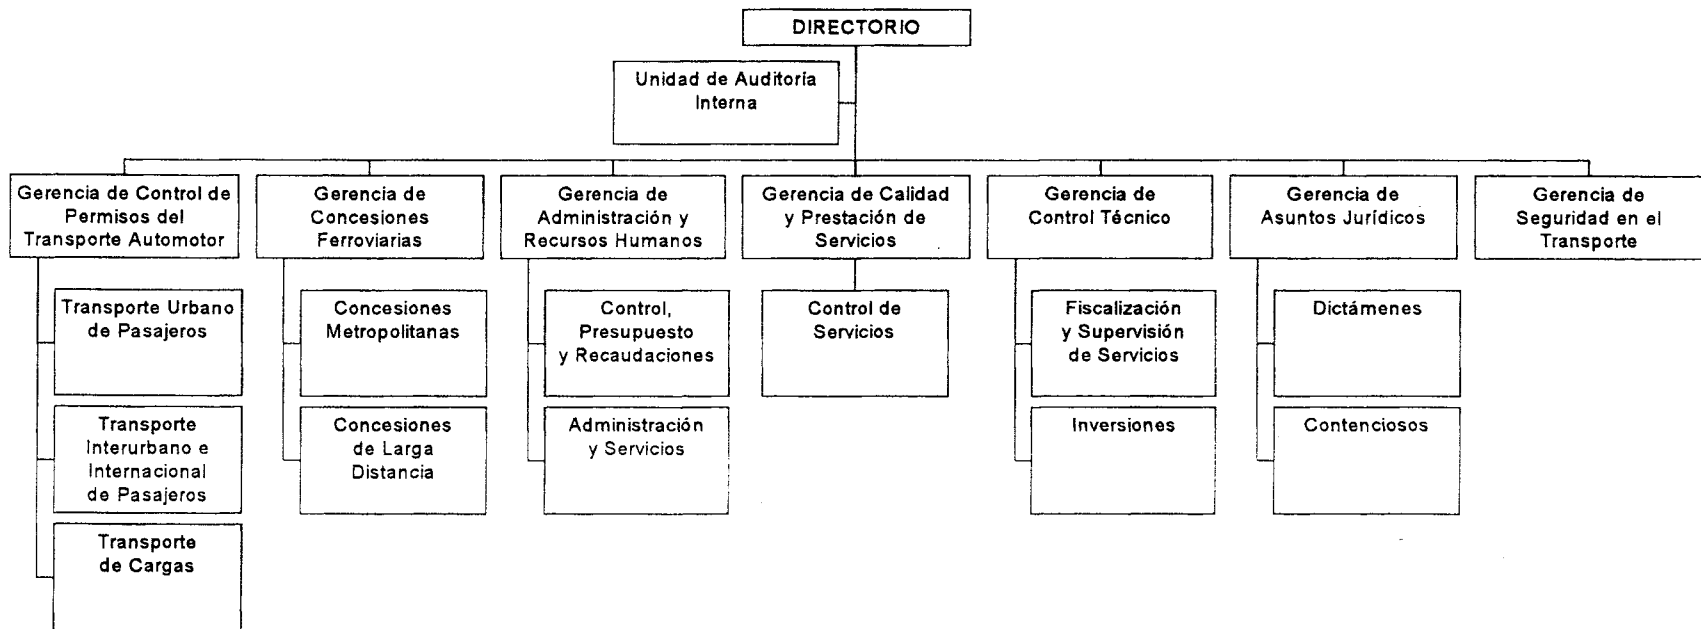 DIRECTORIO
Unidad de Auditoría
Interna
Gerencia de Control de
Permisos del
Transporte Automotor
Gerencia de
Concesiones
Ferroviarias
Gerencia de
Administración y
Recursos Humanos
Gerencia de Calidad
y Prestación de
Servicios
Gerencia de
Control Técnico
Gerencia de
Asuntos Jurídicos
Gerencia de
Seguridad en el
Transporte
Transporte Urbano
de Pasajeros
Concesiones
Metropolitanas
Control,
Presupuesto
y Recaudaciones
Control de
Servicios
Fiscalización
y Supervisión
de Servicios
Dictámenes
Transporte
Interurbano e
Internacional
de Pasajeros
Concesiones
de Larga
Distancia
Administración
y Servicios
Inversiones
Contenciosos
Transporte
de Cargas